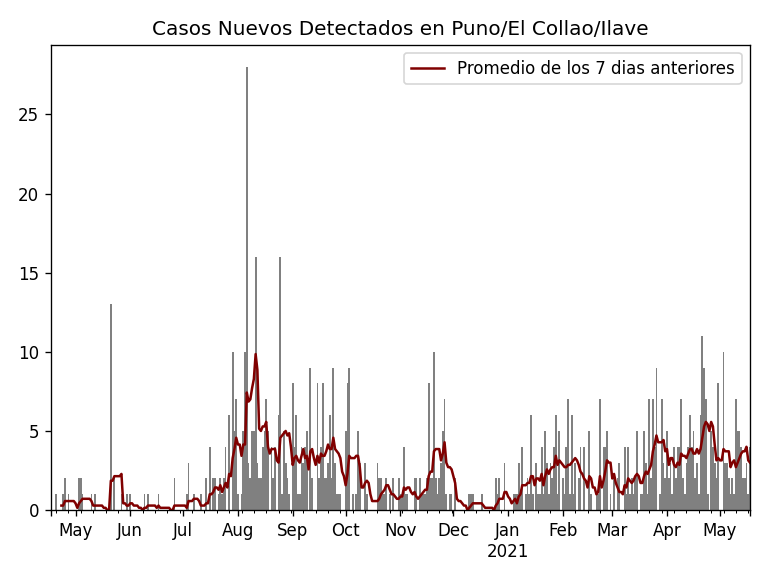 Casos Nuevos Detectados en Puno/El Collao/Ilave
Promedio de los 7 dias anteriores
25
20
15
10
5
0
May Jun Jul Aug Sep Oct Nov Dec Jan Feb Mar Apr May
2021